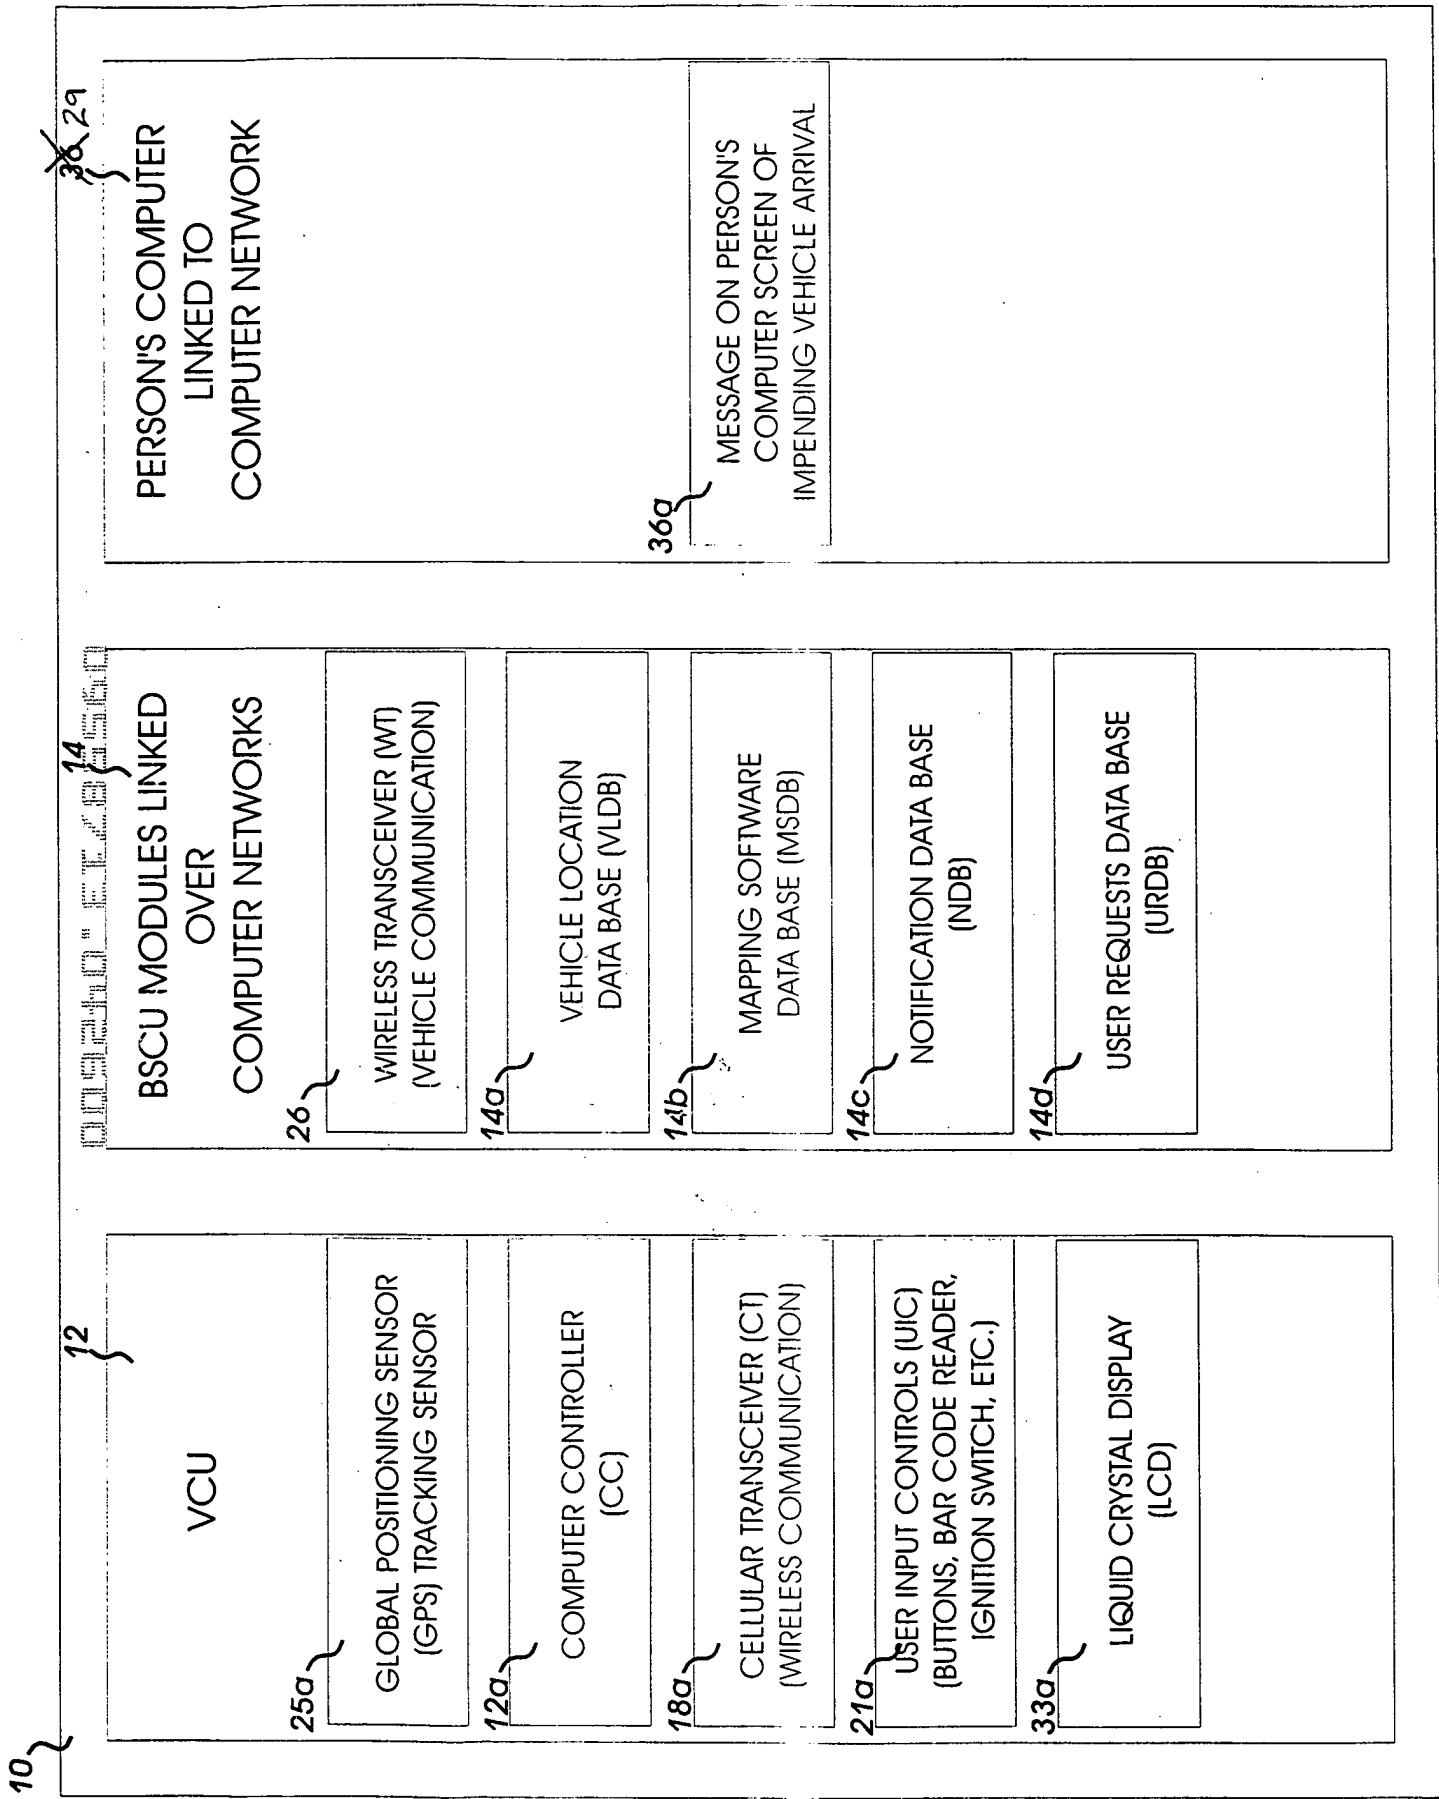 10
12
VCU
25a
GLOBAL POSITIONING SENSOR
(GPS) TRACKING SENSOR
12a
COMPUTER CONTROLLER
(CC)
18a
CELLULAR TRANSCEIVER (CT)
(WIRELESS COMMUNICATION)
21a
USER INPUT CONTROLS (UIC)
(BUTTONS, BAR CODE READER,
IGNITION SWITCH, ETC.)
33a
LIQUID CRYSTAL DISPLAY
(LCD)
14
BSCU MODULES LINKED
OVER
COMPUTER NETWORKS
26
WIRELESS TRANSCEIVER (WT)
(VEHICLE COMMUNICATION)
14a
VEHICLE LOCATION
DATA BASE (VLDB)
14b
MAPPING SOFTWARE
DATA BASE (MSDB)
14c
NOTIFICATION DATA BASE
(NDB)
14d
USER REQUESTS DATA BASE
(URDB)
36 29
PERSON'S COMPUTER
LINKED TO
COMPUTER NETWORK
36a
MESSAGE ON PERSON'S
COMPUTER SCREEN OF
IMPENDING VEHICLE ARRIVAL